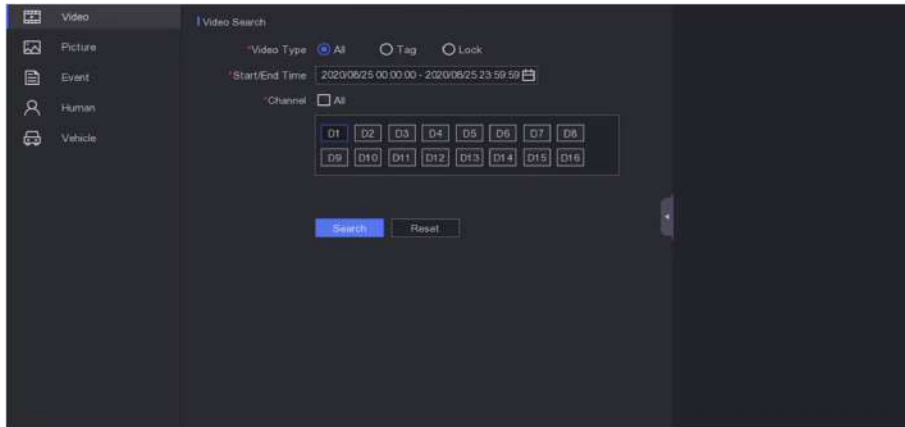 Video
Picture
Event
Human
Vehicle
Video Search
*Video Type All Tag Lock
*Start/End Time 2020/06/25 00:00:00 - 2020/06/25 23:59:59
*Channel All
D1 D2 D3 D4 D5 D6 D7 D8
D9 D10 D11 D12 D13 D14 D15 D16
Search Reset